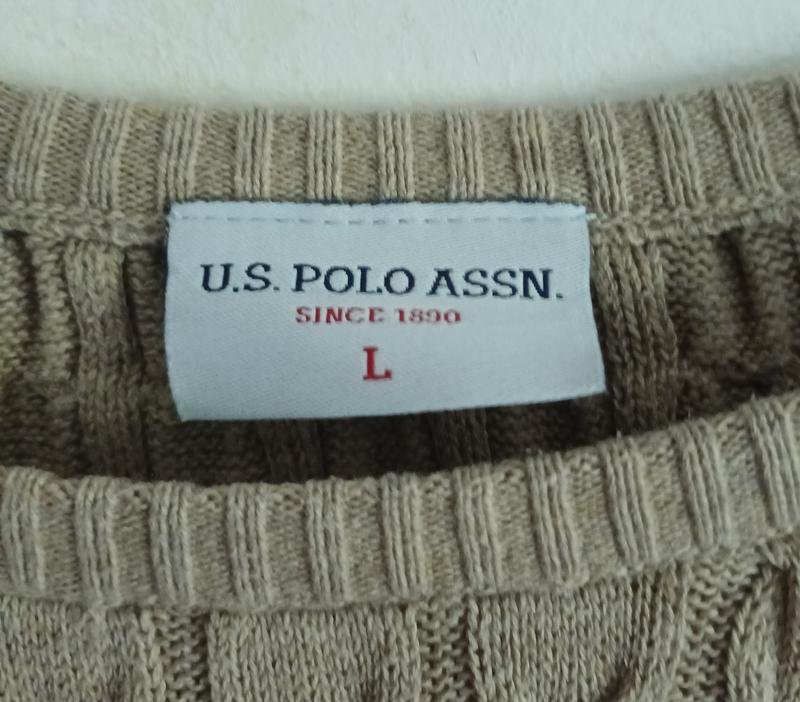 U.S. POLO ASSN.
SINCE 1890
L